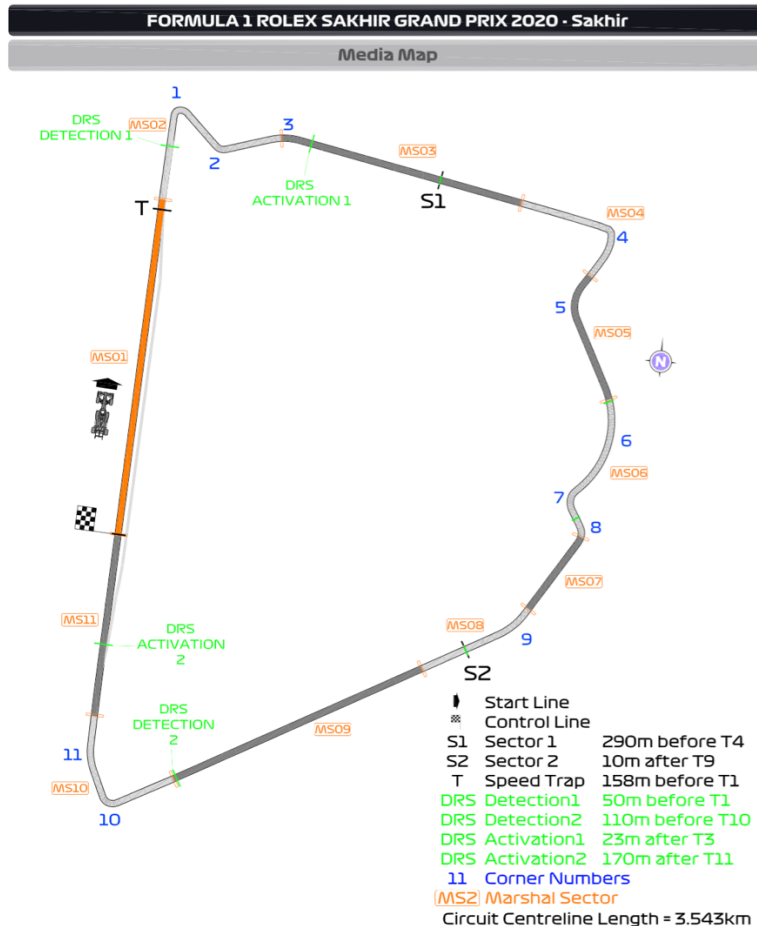 FORMULA 1 ROLEX SAKHIR GRAND PRIX 2020 - Sakhir
Media Map
1
MS02
DRS
DETECTION 1
2
3
DRS
ACTIVATION 1
MS03
S1
T
MS04
4
5
MS05
N
MS01
6
MS06
7
8
MS07
9
MS08
S2
MS11
DRS
ACTIVATION
2
DRS
DETECTION
2
MS09
11
MS10
10
Start Line
Control Line
S1 Sector 1 290m before T4
S2 Sector 2 10m after T9
T Speed Trap 158m before T1
DRS Detection1 50m before T1
DRS Detection2 110m before T10
DRS Activation1 23m after T3
DRS Activation2 170m after T11
11 Corner Numbers
MS2 Marshal Sector
Circuit Centreline Length = 3.543km